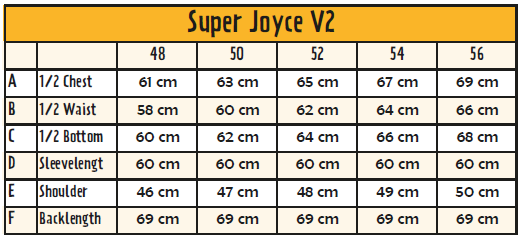 Super Joyce V2
48 50 52 54 56
A 1/2 Chest 61 cm 63 cm 65 cm 67 cm 69 cm
B 1/2 Waist 58 cm 60 cm 62 cm 64 cm 66 cm
C 1/2 Bottom 60 cm 62 cm 64 cm 66 cm 68 cm
D Sleevelengt 60 cm 60 cm 60 cm 60 cm 60 cm
E Shoulder 46 cm 47 cm 48 cm 49 cm 50 cm
F Backlength 69 cm 69 cm 69 cm 69 cm 69 cm